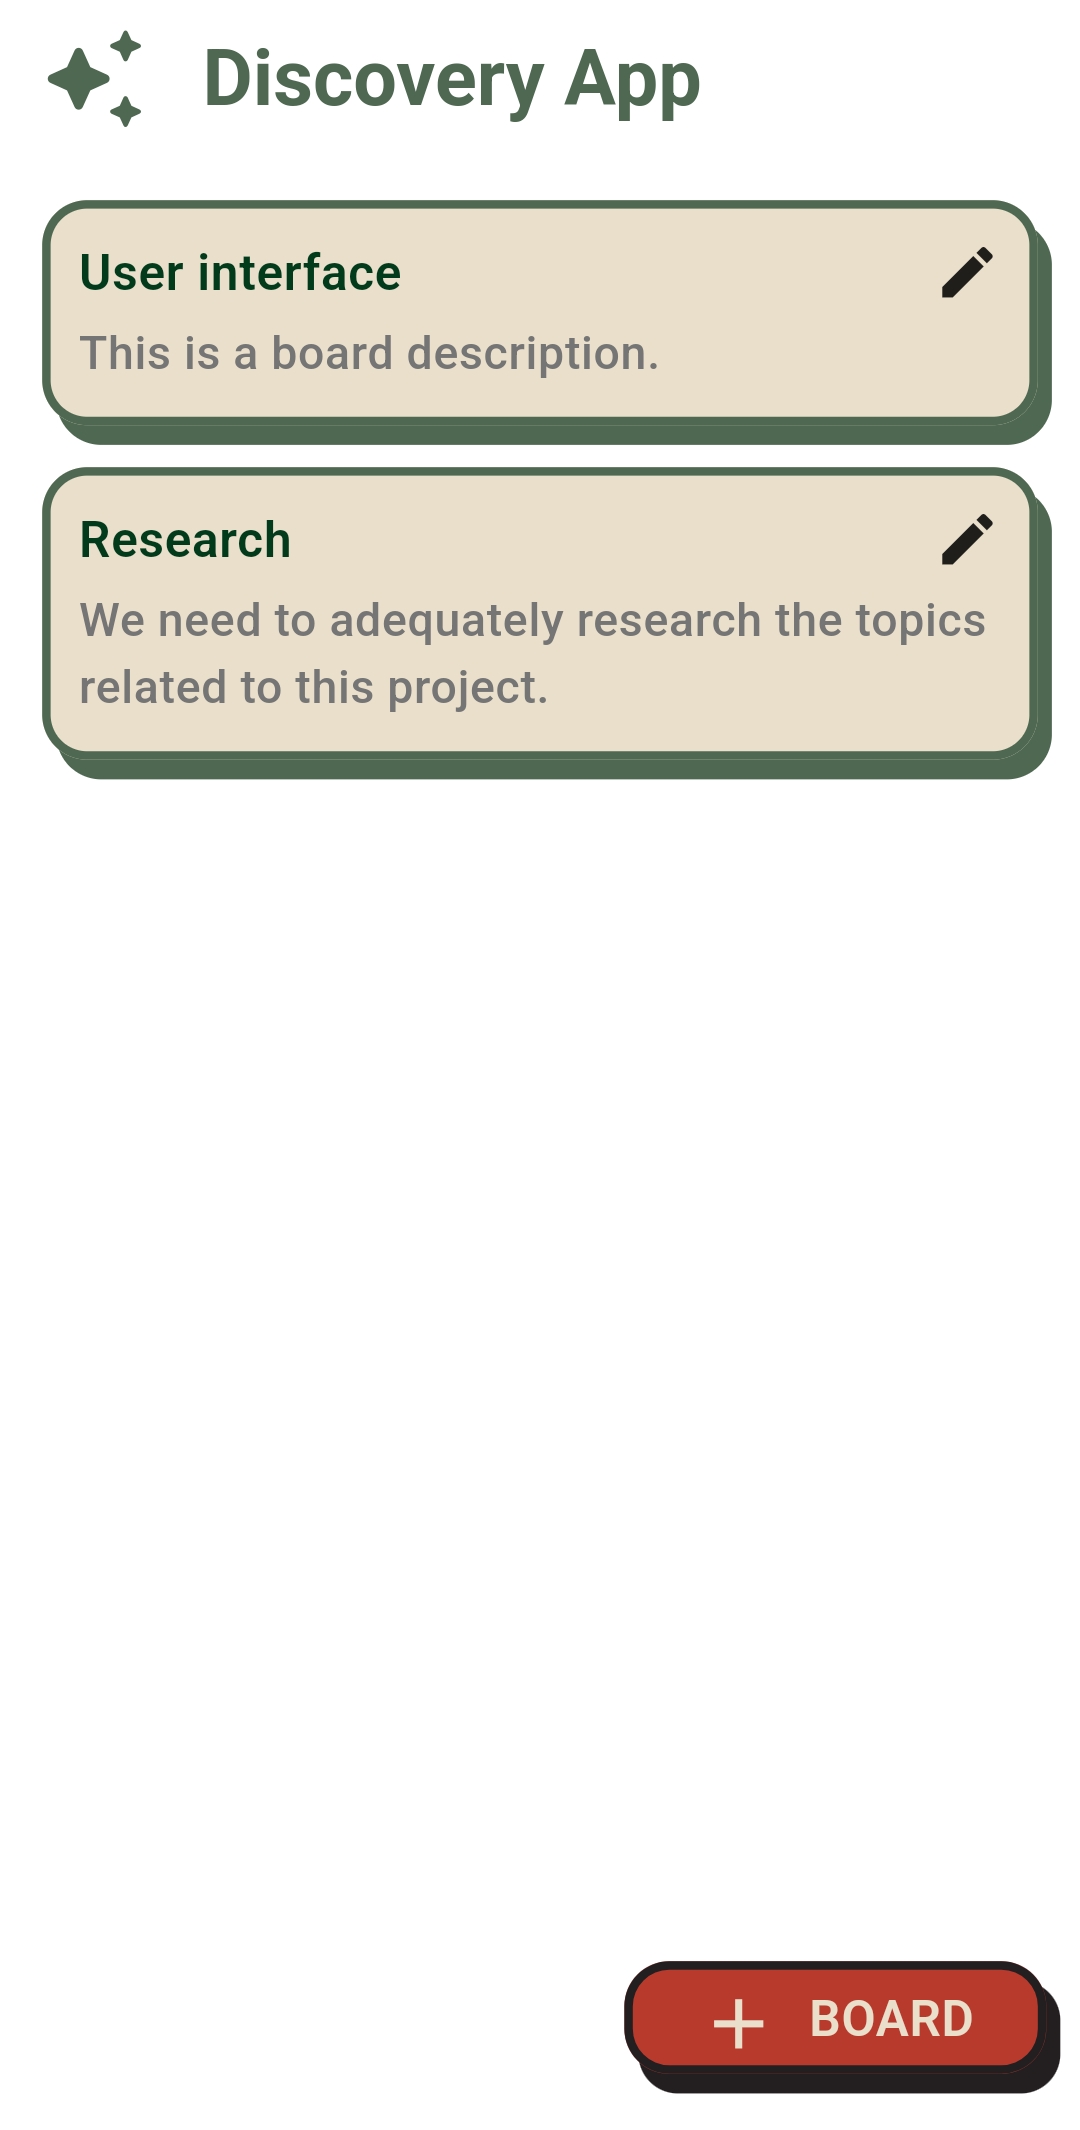 Discovery App
User interface
This is a board description.
Research
We need to adequately research the topics
related to this project.
+ BOARD